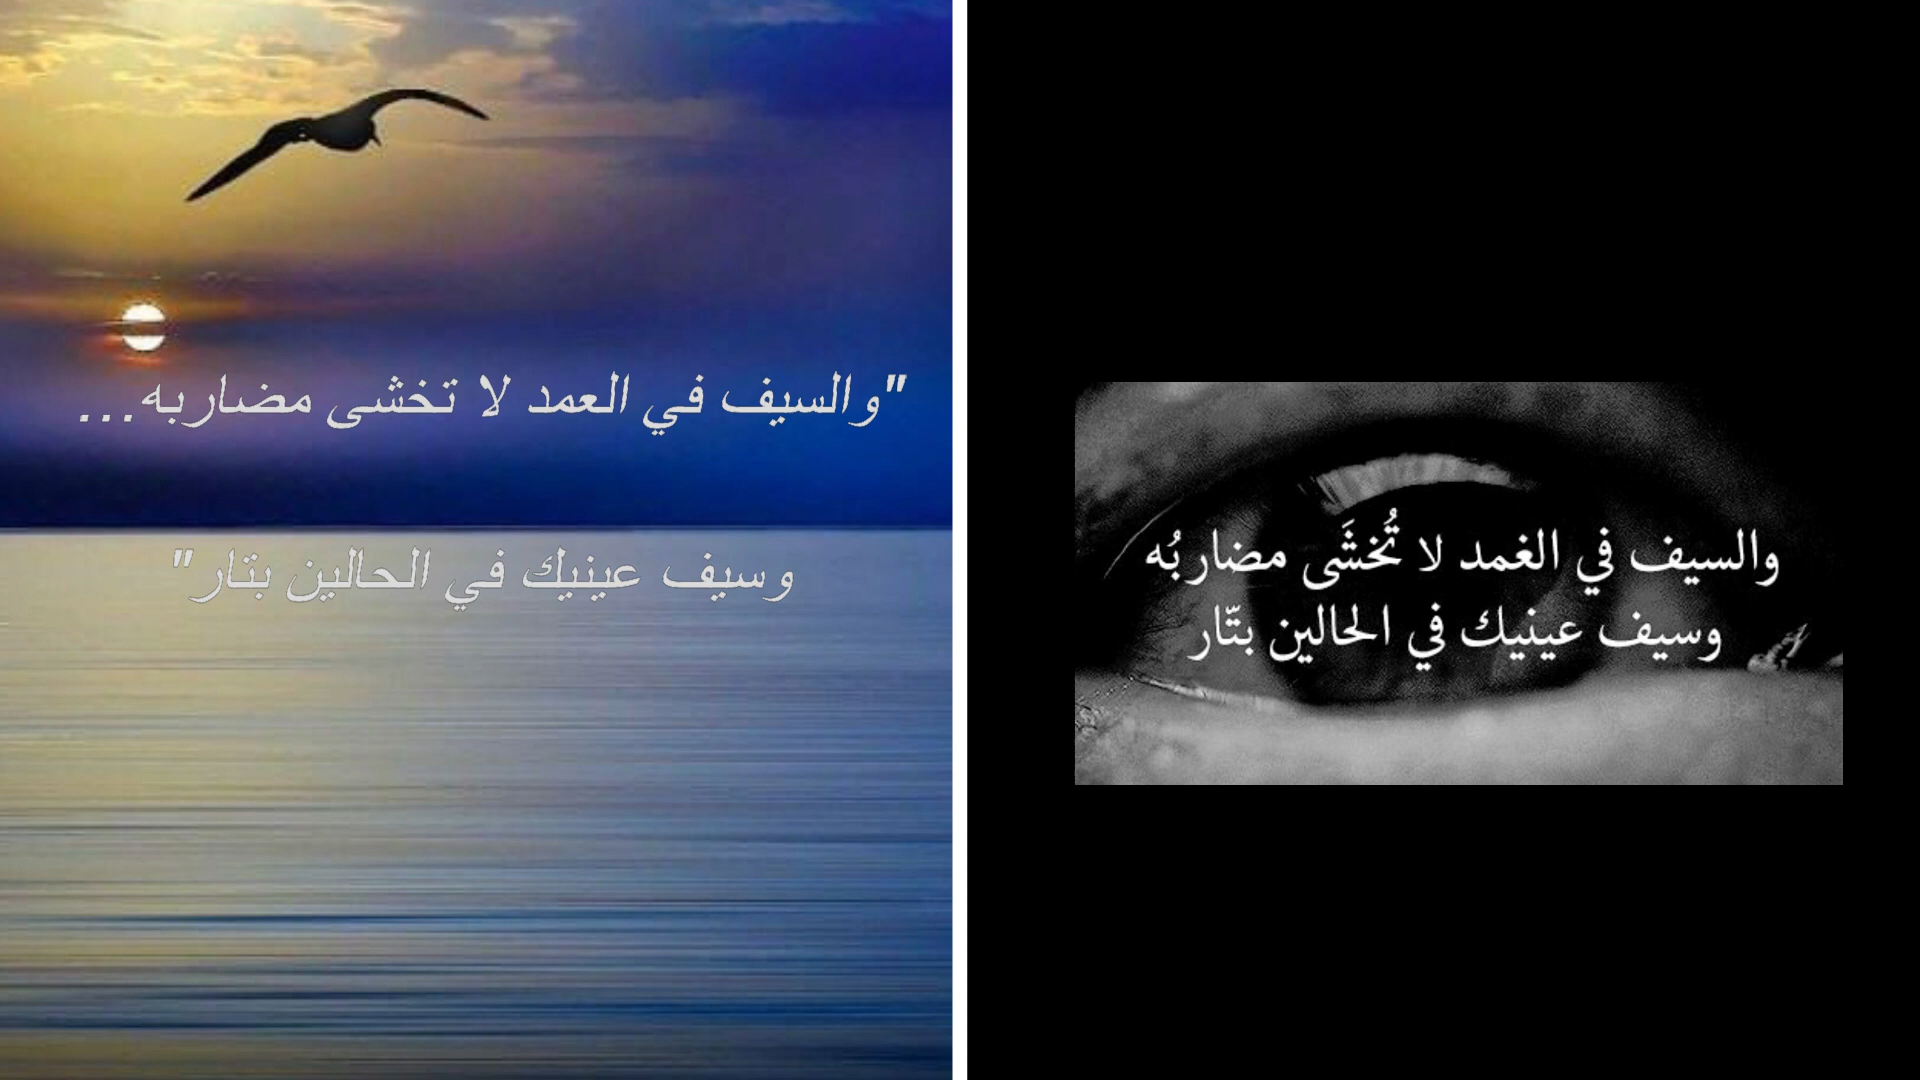 "والسيف في العمد لا تخشى مضاربه...
وسيف عينيك في الحالين بتار"
والسيف في الغمد لا تُخشَى مضاربُه
وسيف عينيك في الحالين بتّار